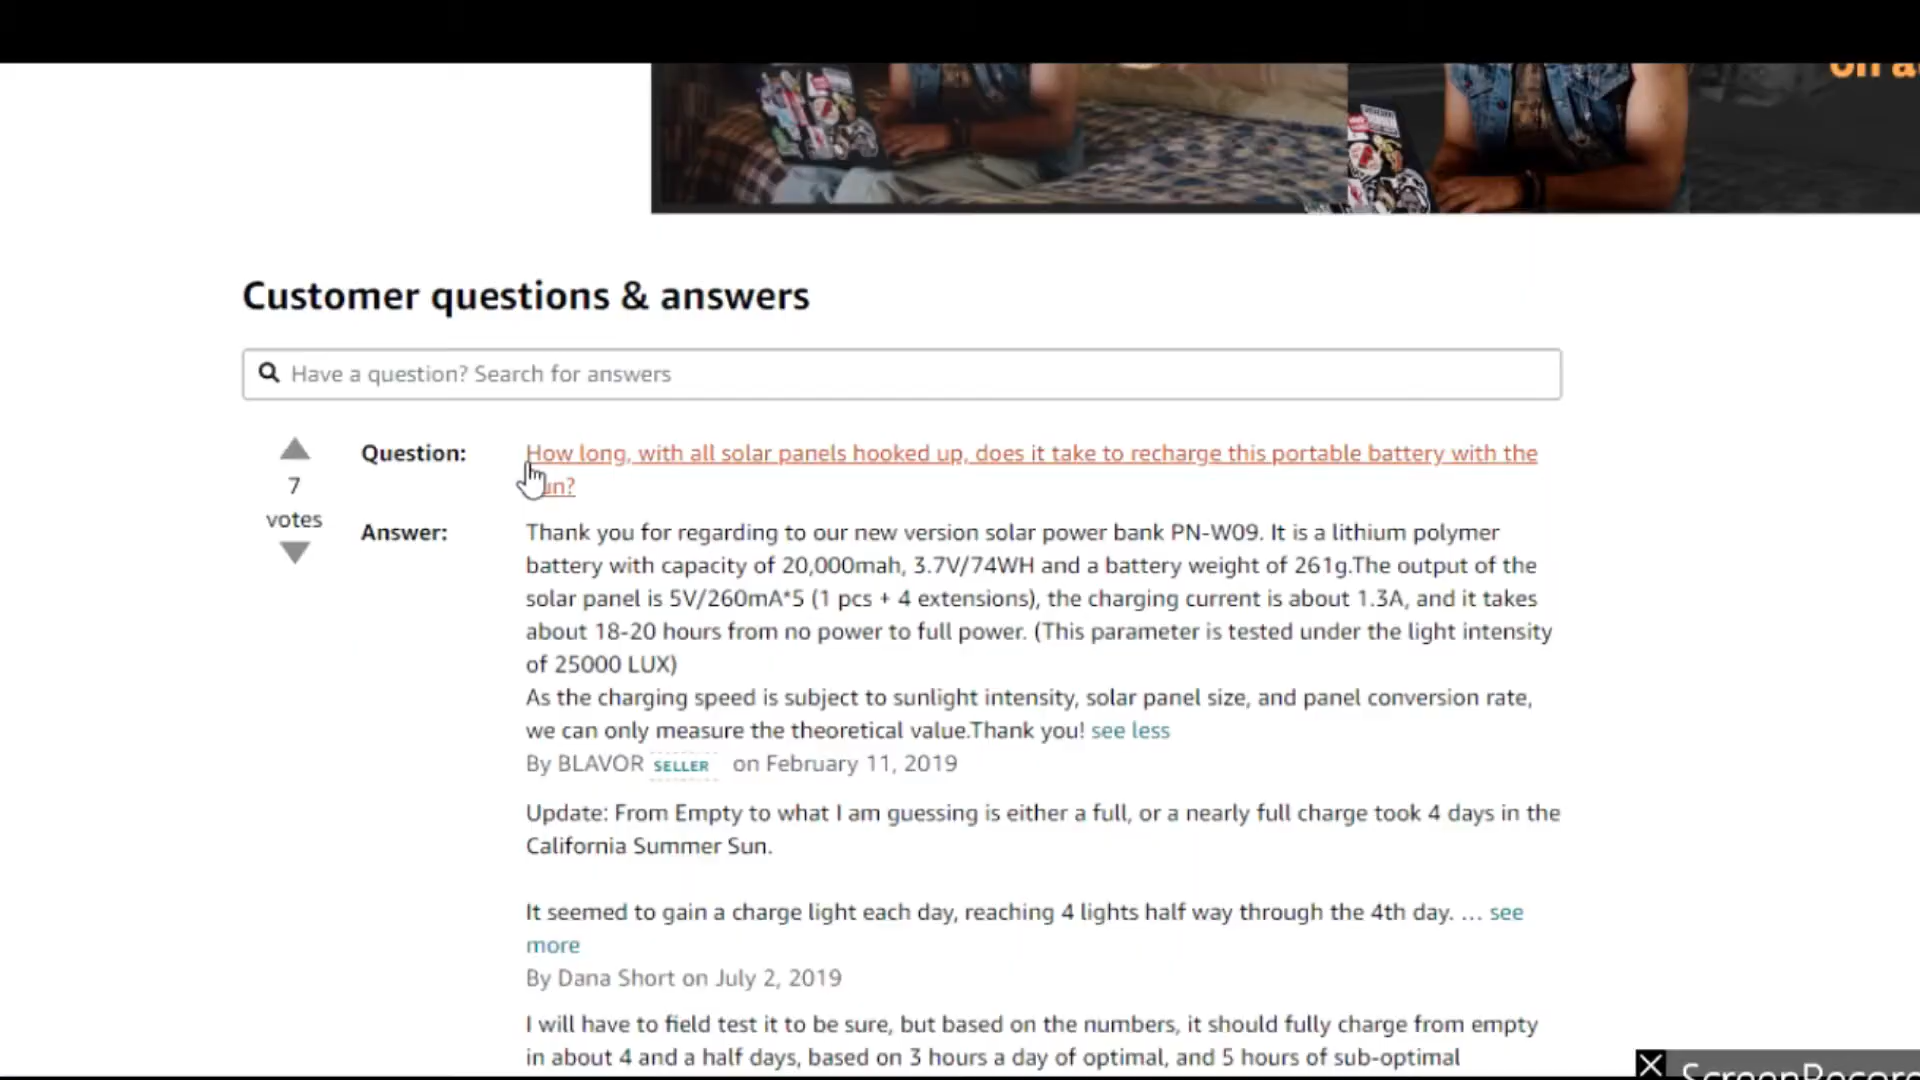 on a
Customer questions & answers
Have a question? Search for answers
Question:
How long, with all solar panels hooked up, does it take to recharge this portable battery with the
un?
7
votes
Answer:
Thank you for regarding to our new version solar power bank PN-W09. It is a lithium polymer
battery with capacity of 20,000mah, 3.7V/74WH and a battery weight of 261g.The output of the
solar panel is 5V/260mA*5 (1 pcs + 4 extensions), the charging current is about 1.3A, and it takes
about 18-20 hours from no power to full power. (This parameter is tested under the light intensity
of 25000 LUX)
As the charging speed is subject to sunlight intensity, solar panel size, and panel conversion rate,
we can only measure the theoretical value.Thank you! see less
By BLAVOR SELLER on February 11, 2019
Update: From Empty to what I am guessing is either a full, or a nearly full charge took 4 days in the
California Summer Sun.
It seemed to gain a charge light each day, reaching 4 lights half way through the 4th day. … see
more
By Dana Short on July 2, 2019
I will have to field test it to be sure, but based on the numbers, it should fully charge from empty
in about 4 and a half days, based on 3 hours a day of optimal, and 5 hours of sub-optimal
ScreenRecor